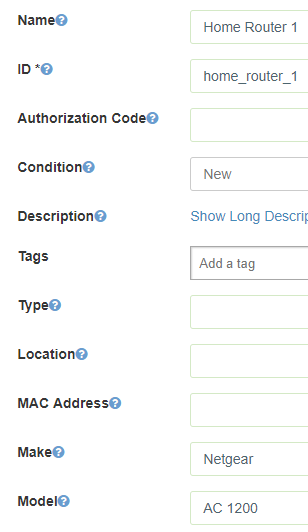 Name Home Router 1
ID * home_router_1
Authorization Code
Condition New
Description Show Long Descrip
Tags Add a tag
Type
Location
MAC Address
Make Netgear
Model AC 1200